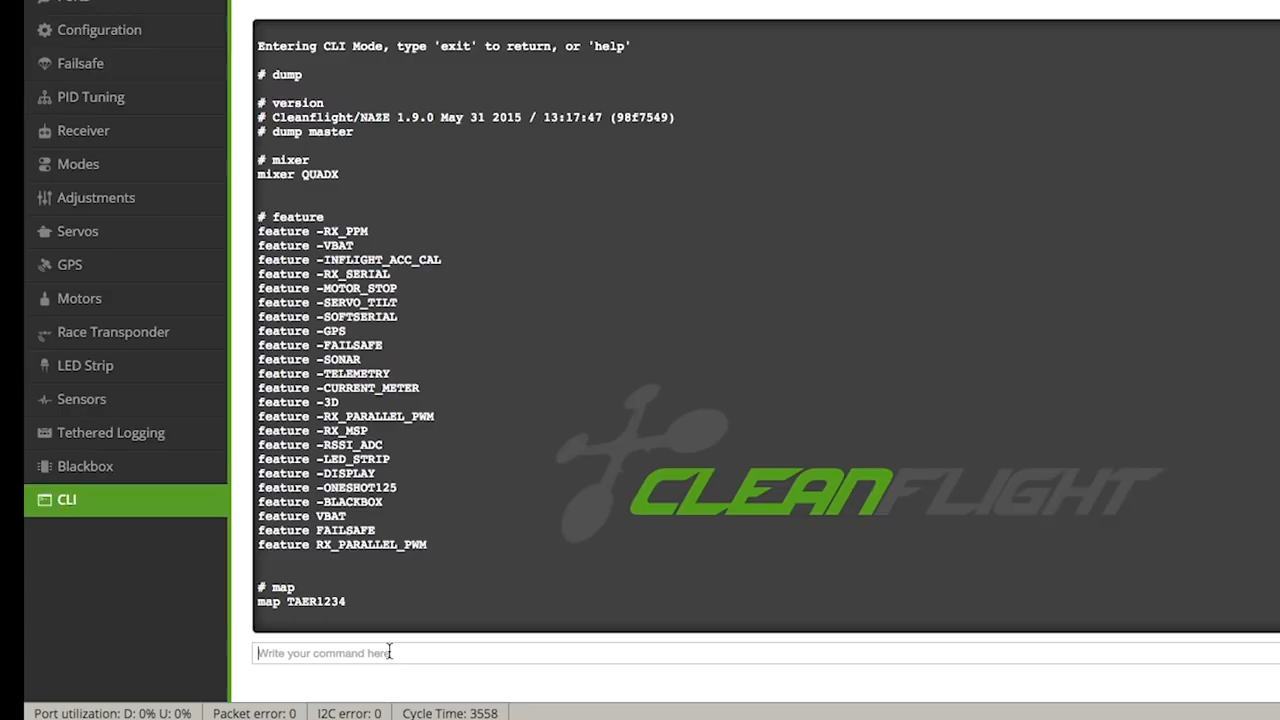 Configuration
Failsafe
PID Tuning
Receiver
Modes
Adjustments
Servos
GPS
Motors
Race Transponder
LED Strip
Sensors
Tethered Logging
Blackbox
CLI
Entering CLI Mode, type 'exit' to return, or 'help'
# dump
# version
# Cleanflight/NAZE 1.9.0 May 31 2015 / 13:17:47 (98f7549)
# dump master
# mixer
mixer QUADX
# feature
feature -RX_PPM
feature -VBAT
feature -INFLIGHT_ACC_CAL
feature -RX_SERIAL
feature -MOTOR_STOP
feature -SERVO_TILT
feature -SOFTSERIAL
feature -GPS
feature -FAILSAFE
feature -SONAR
feature -TELEMETRY
feature -CURRENT_METER
feature -3D
feature -RX_PARALLEL_PWM
feature -RX_MSP
feature -RSSI_ADC
feature -LED_STRIP
feature -DISPLAY
feature -ONESHOT125
feature -BLACKBOX
feature VBAT
feature FAILSAFE
feature RX_PARALLEL_PWM
# map
map TAER1234
CLEANFLIGHT
Write your command here
Port utilization: D: 0% U: 0% Packet error: 0 I2C error: 0 Cycle Time: 3558